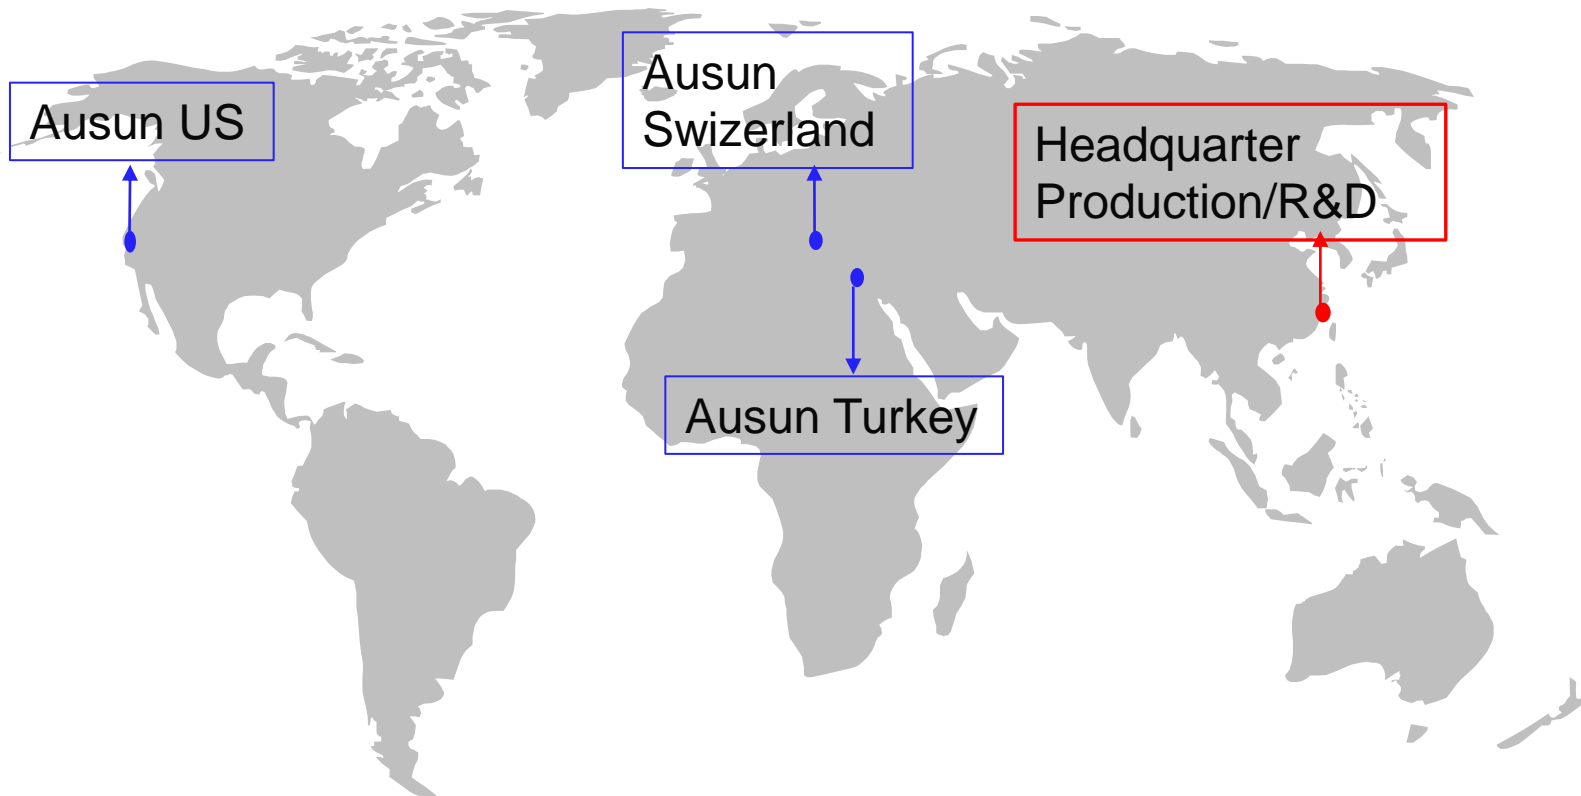 Ausun US
Ausun
Swizerland
Headquarter
Production/R&D
Ausun Turkey